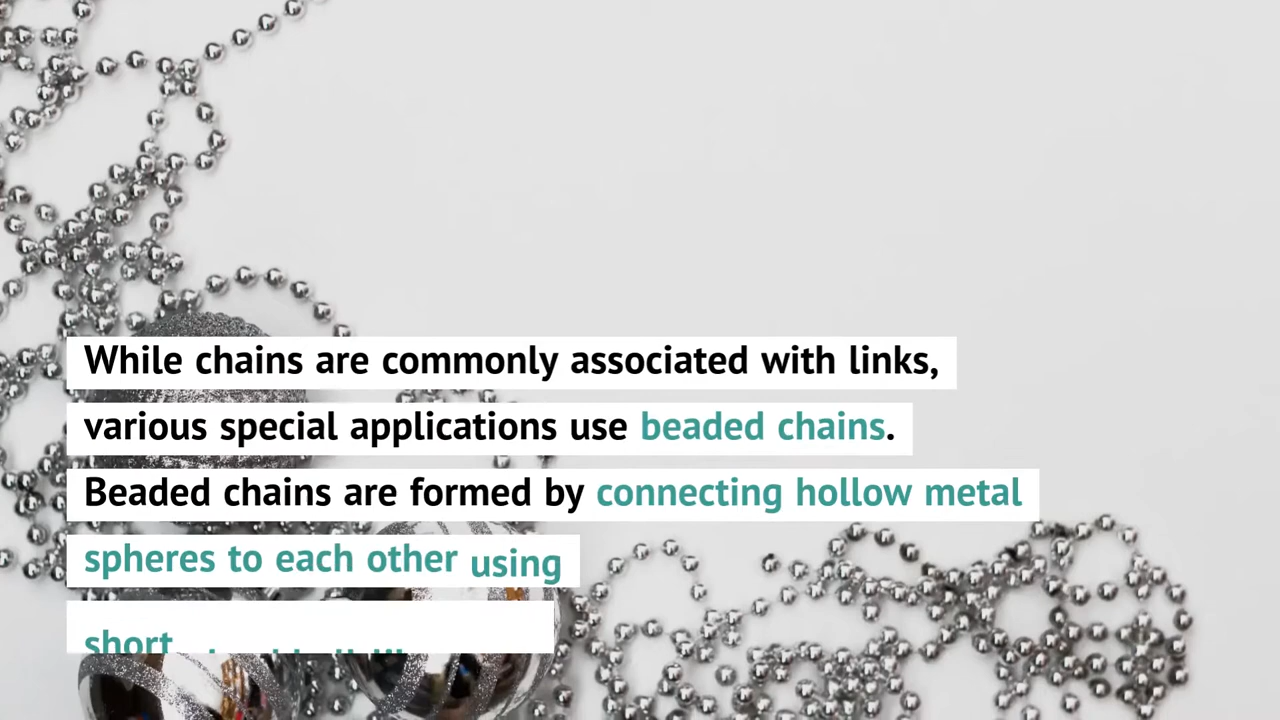 While chains are commonly associated with links,
various special applications use beaded chains.
Beaded chains are formed by connecting hollow metal
spheres to each other using
short